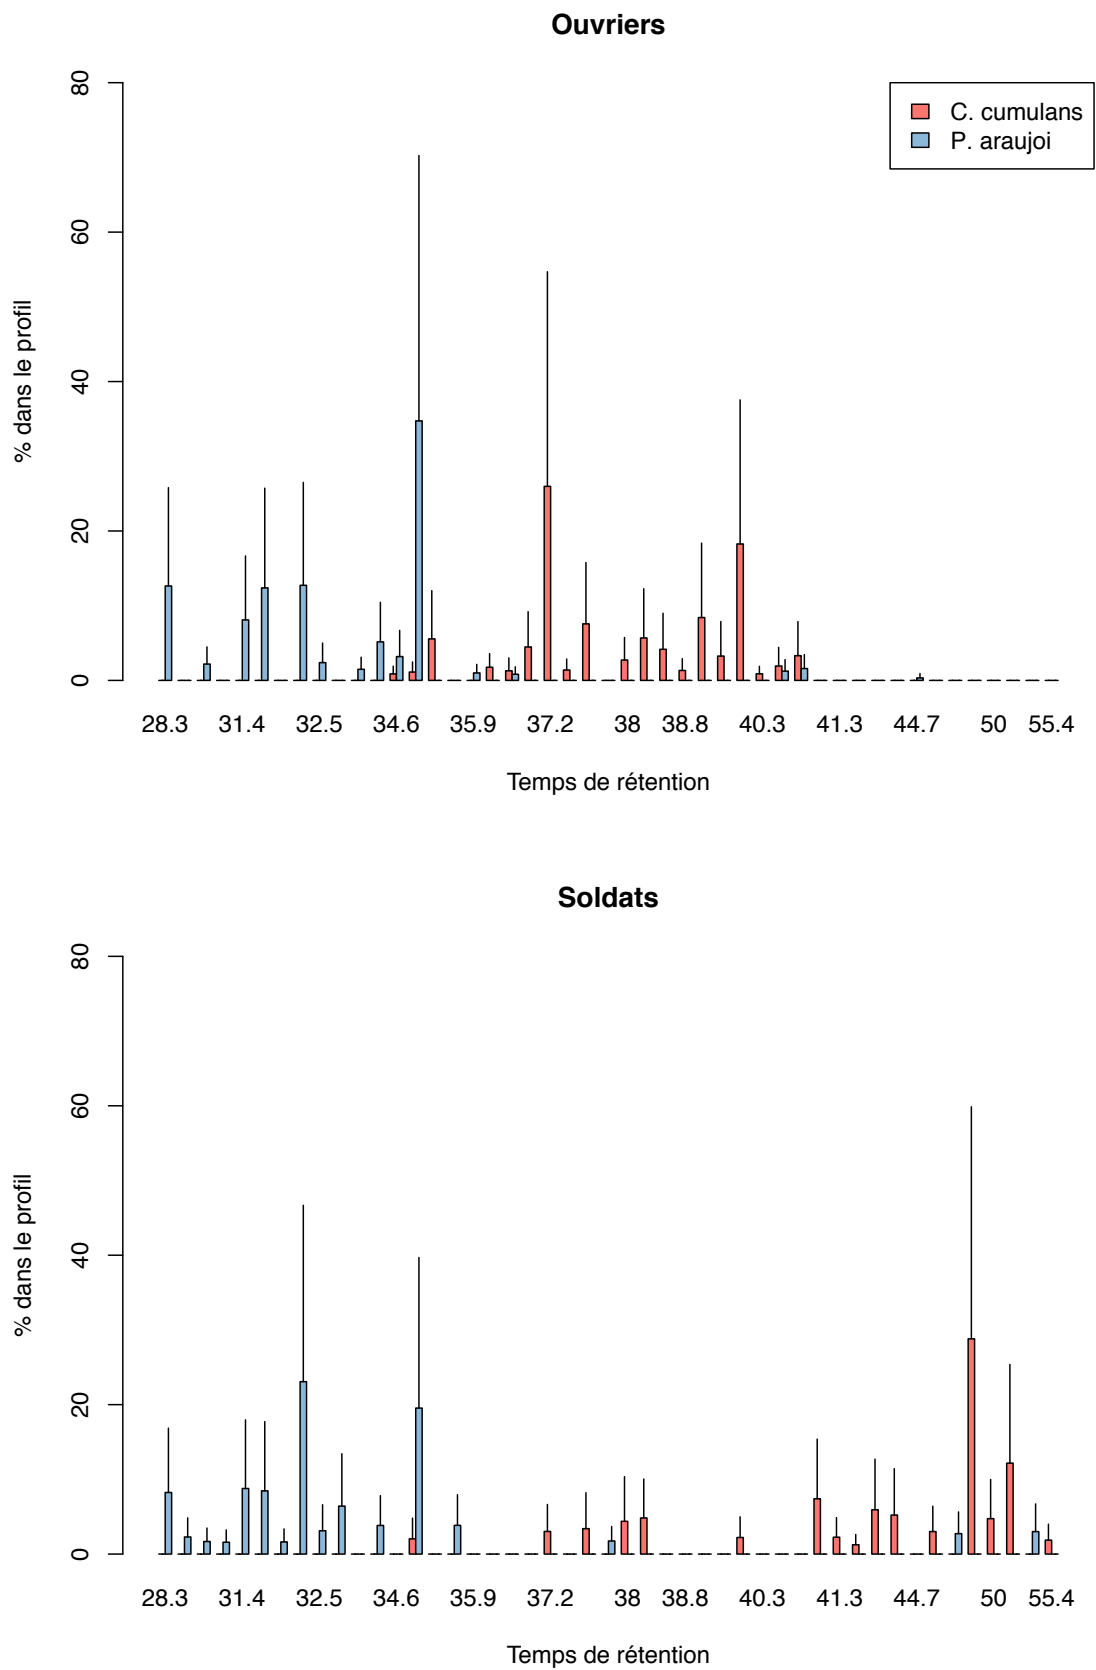 Ouvriers
80
60
40
20
0
% dans le profil
C. cumulans
P. araujoi
28.3 31.4 32.5 34.6 35.9 37.2 38 38.8 40.3 41.3 44.7 50 55.4
Temps de rétention
Soldats
80
60
40
20
0
% dans le profil
28.3 31.4 32.5 34.6 35.9 37.2 38 38.8 40.3 41.3 44.7 50 55.4
Temps de rétention